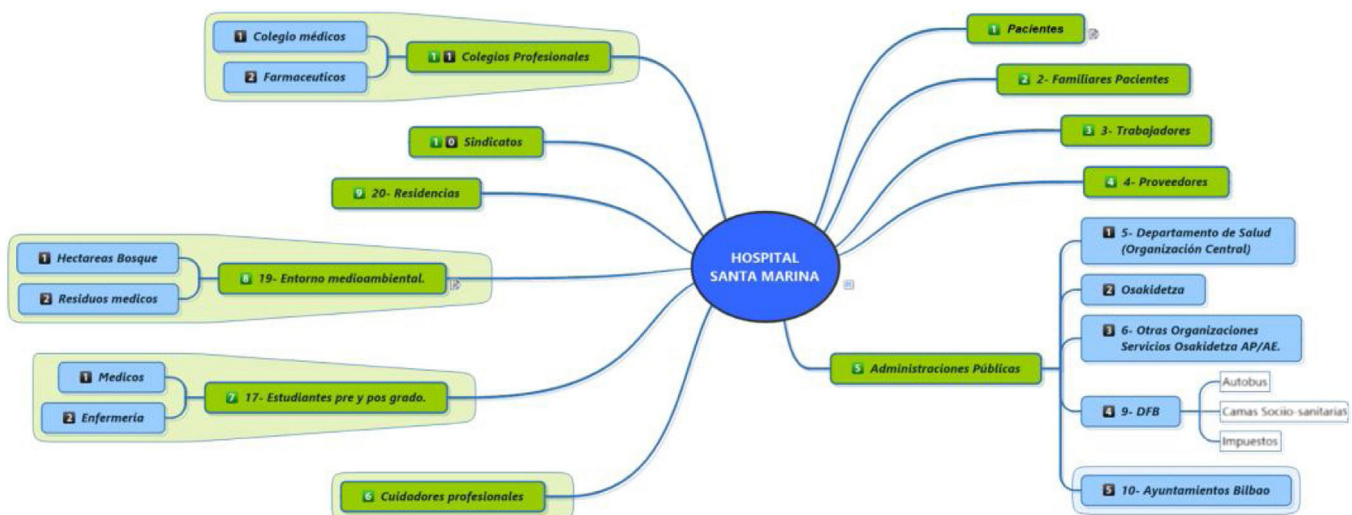 HOSPITAL
SANTA MARINA
1 Pacientes
2 2- Familiares Pacientes
3 3- Trabajadores
4 4- Proveedores
5 Administraciones Públicas
1 5- Departamento de Salud
(Organización Central)
2 Osakidetza
3 6- Otras Organizaciones
Servicios Osakidetza AP/AE.
4 9- DFB
Autobus
Camas Sociio-sanitarias
Impuestos
5 10- Ayuntamientos Bilbao
6 Cuidadores profesionales
7 17- Estudiantes pre y pos grado.
1 Medicos
2 Enfermería
8 19- Entorno medioambiental.
1 Hectareas Bosque
2 Residuos medicos
9 20- Residencias
1 0 Sindicatos
1 1 Colegios Profesionales
1 Colegio médicos
2 Farmaceuticos